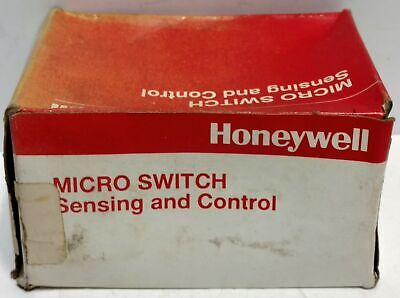 MICRO SWITCH
Sensing and Control
Honeywell
MICRO SWITCH
Sensing and Control